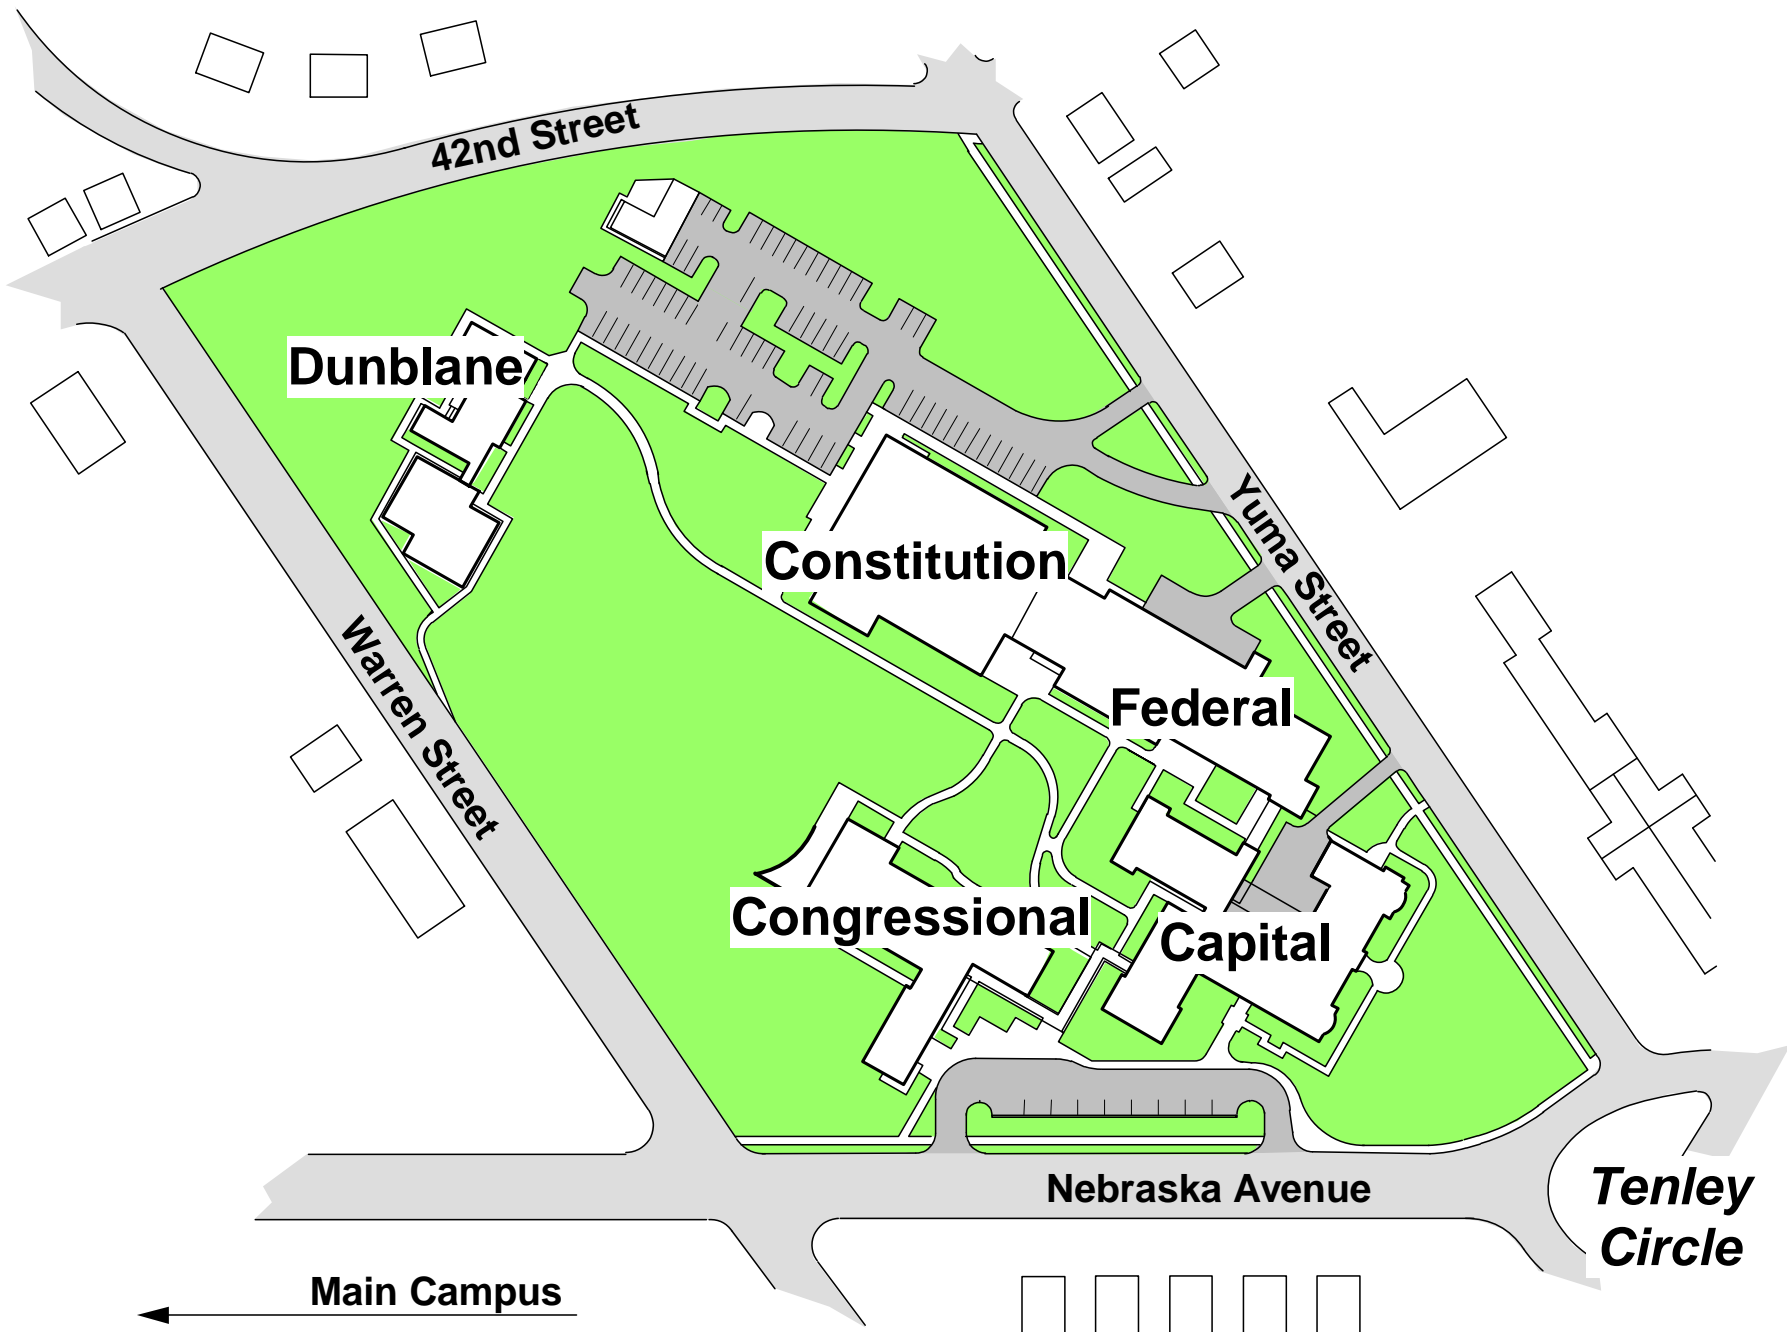 42nd Street
Dunblane
Constitution
Yuma Street
Warren Street
Federal
Congressional
Capital
Nebraska Avenue
Tenley
Circle
Main Campus